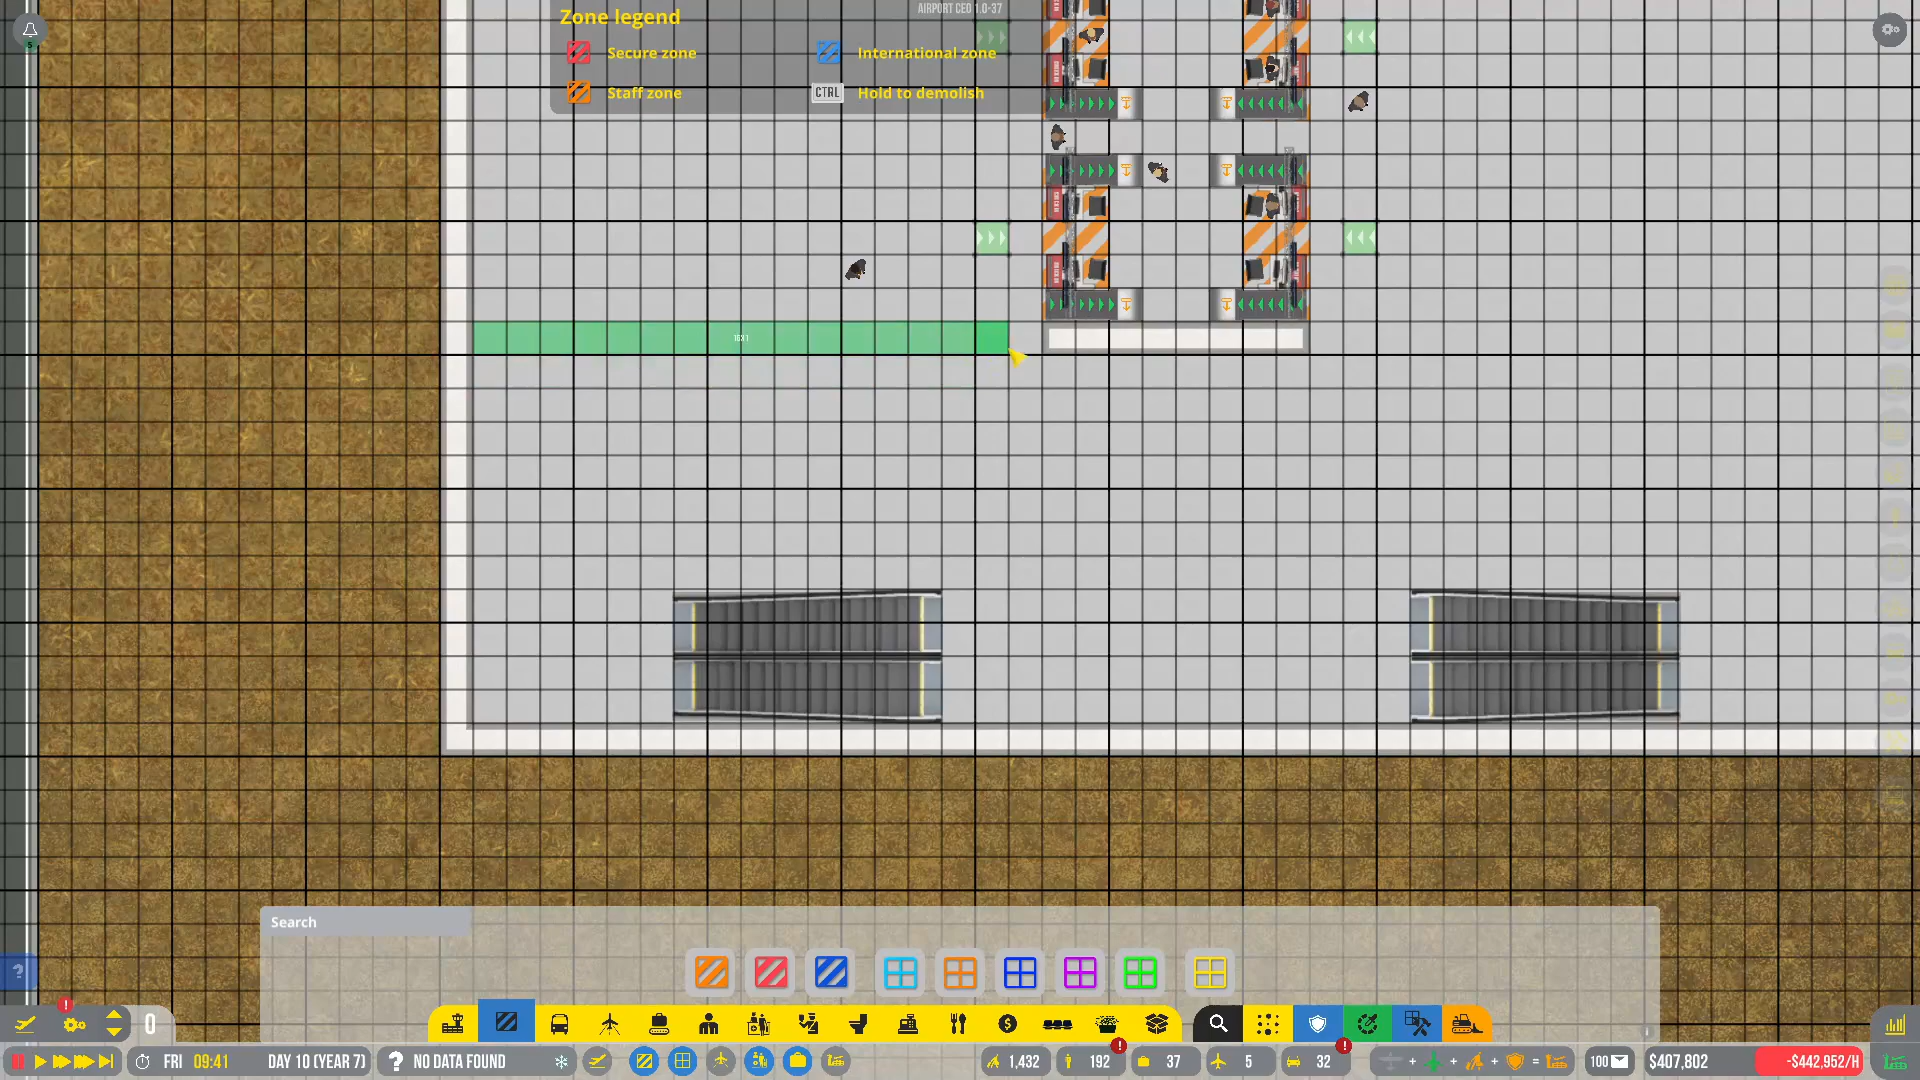 AIRPORT CEO 1.0-37
Zone legend
Secure zone
International zone
Staff zone
CTRL
Hold to demolish
5
16X1
Search
?
0
FRI 09:41
DAY 10 (YEAR 7)
? NO DATA FOUND
1,432
192
37
5
32
+ + + =
100
$407,802
-$442,952/H